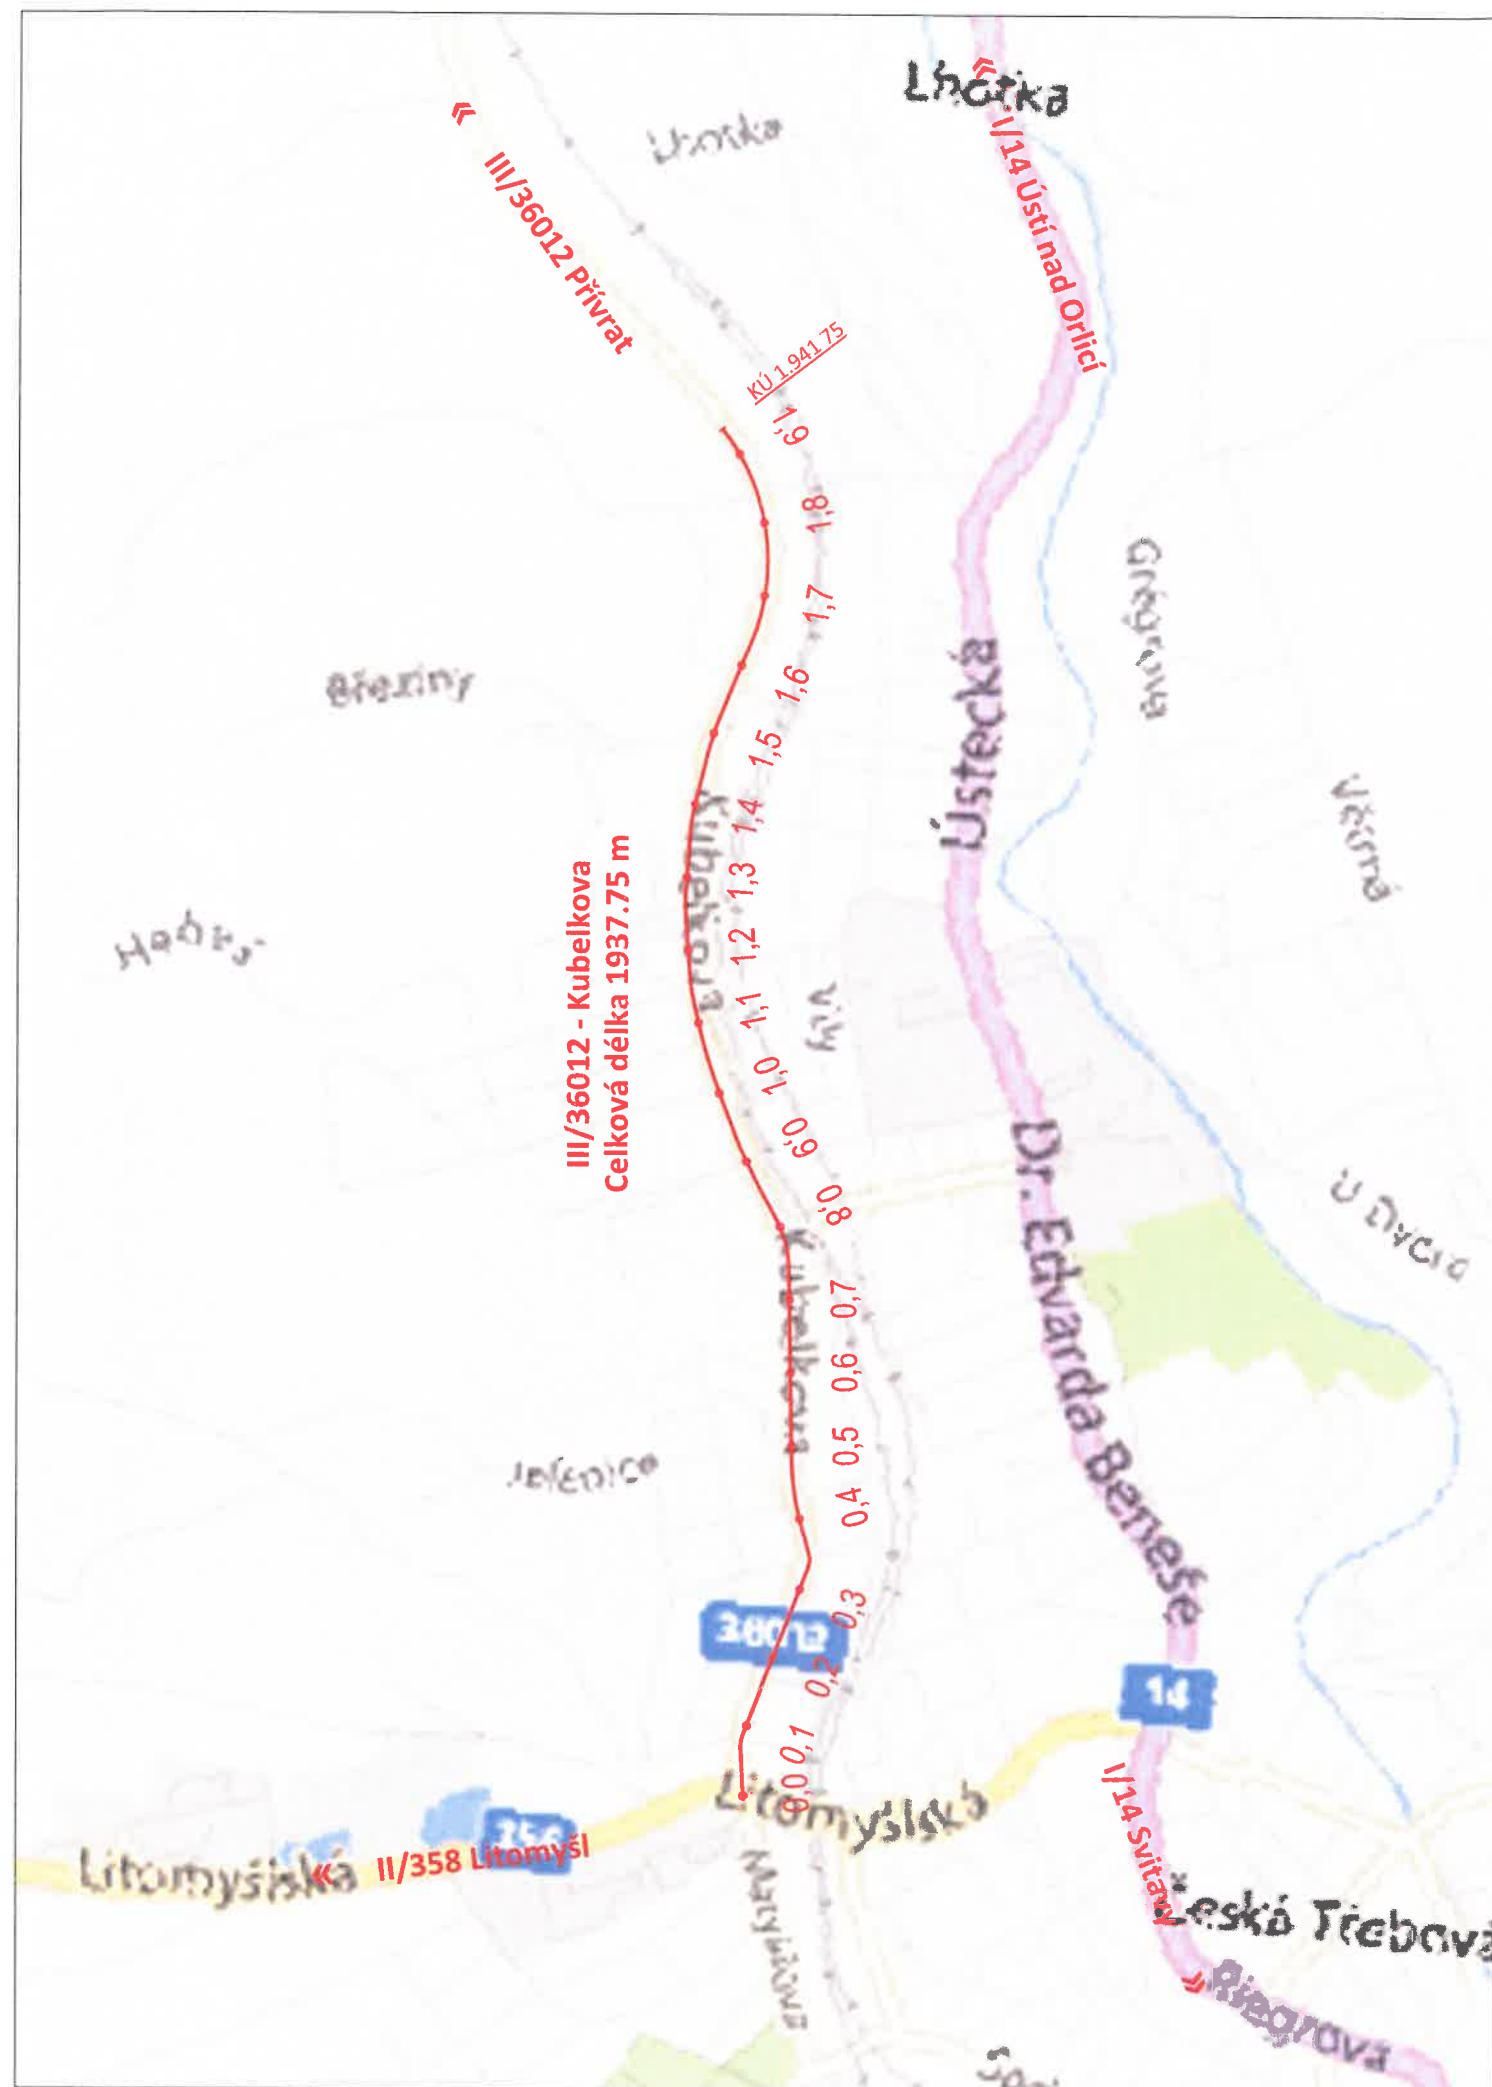 Lhotka
I/14 Ústí nad Orlicí
III/36012 Přívrat
KÚ 1.941.75
1,9
1,8
1,7
1,6
1,5
1,4
1,3
1,2
1,1
1,0
0,9
0,8
0,7
0,6
0,5
0,4
0,3
0,2
0,1
0,0
Březiny
Ústecká
III/36012 - Kubelkova
Celková délka 1937.75 m
Kubelkova
Vily
Dr. Edvarda Beneše
Kubelkova
36012
14
Litomyšlská
Litomyšlská
II/358 Litomyšl
I/14 Svitavy
Česká Třebová
Riegrova